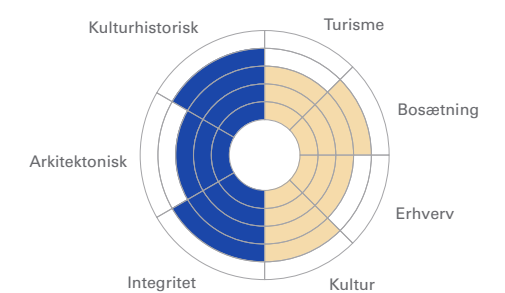 Kulturhistorisk
Turisme
Bosætning
Arkitektonisk
Erhverv
Integritet
Kultur